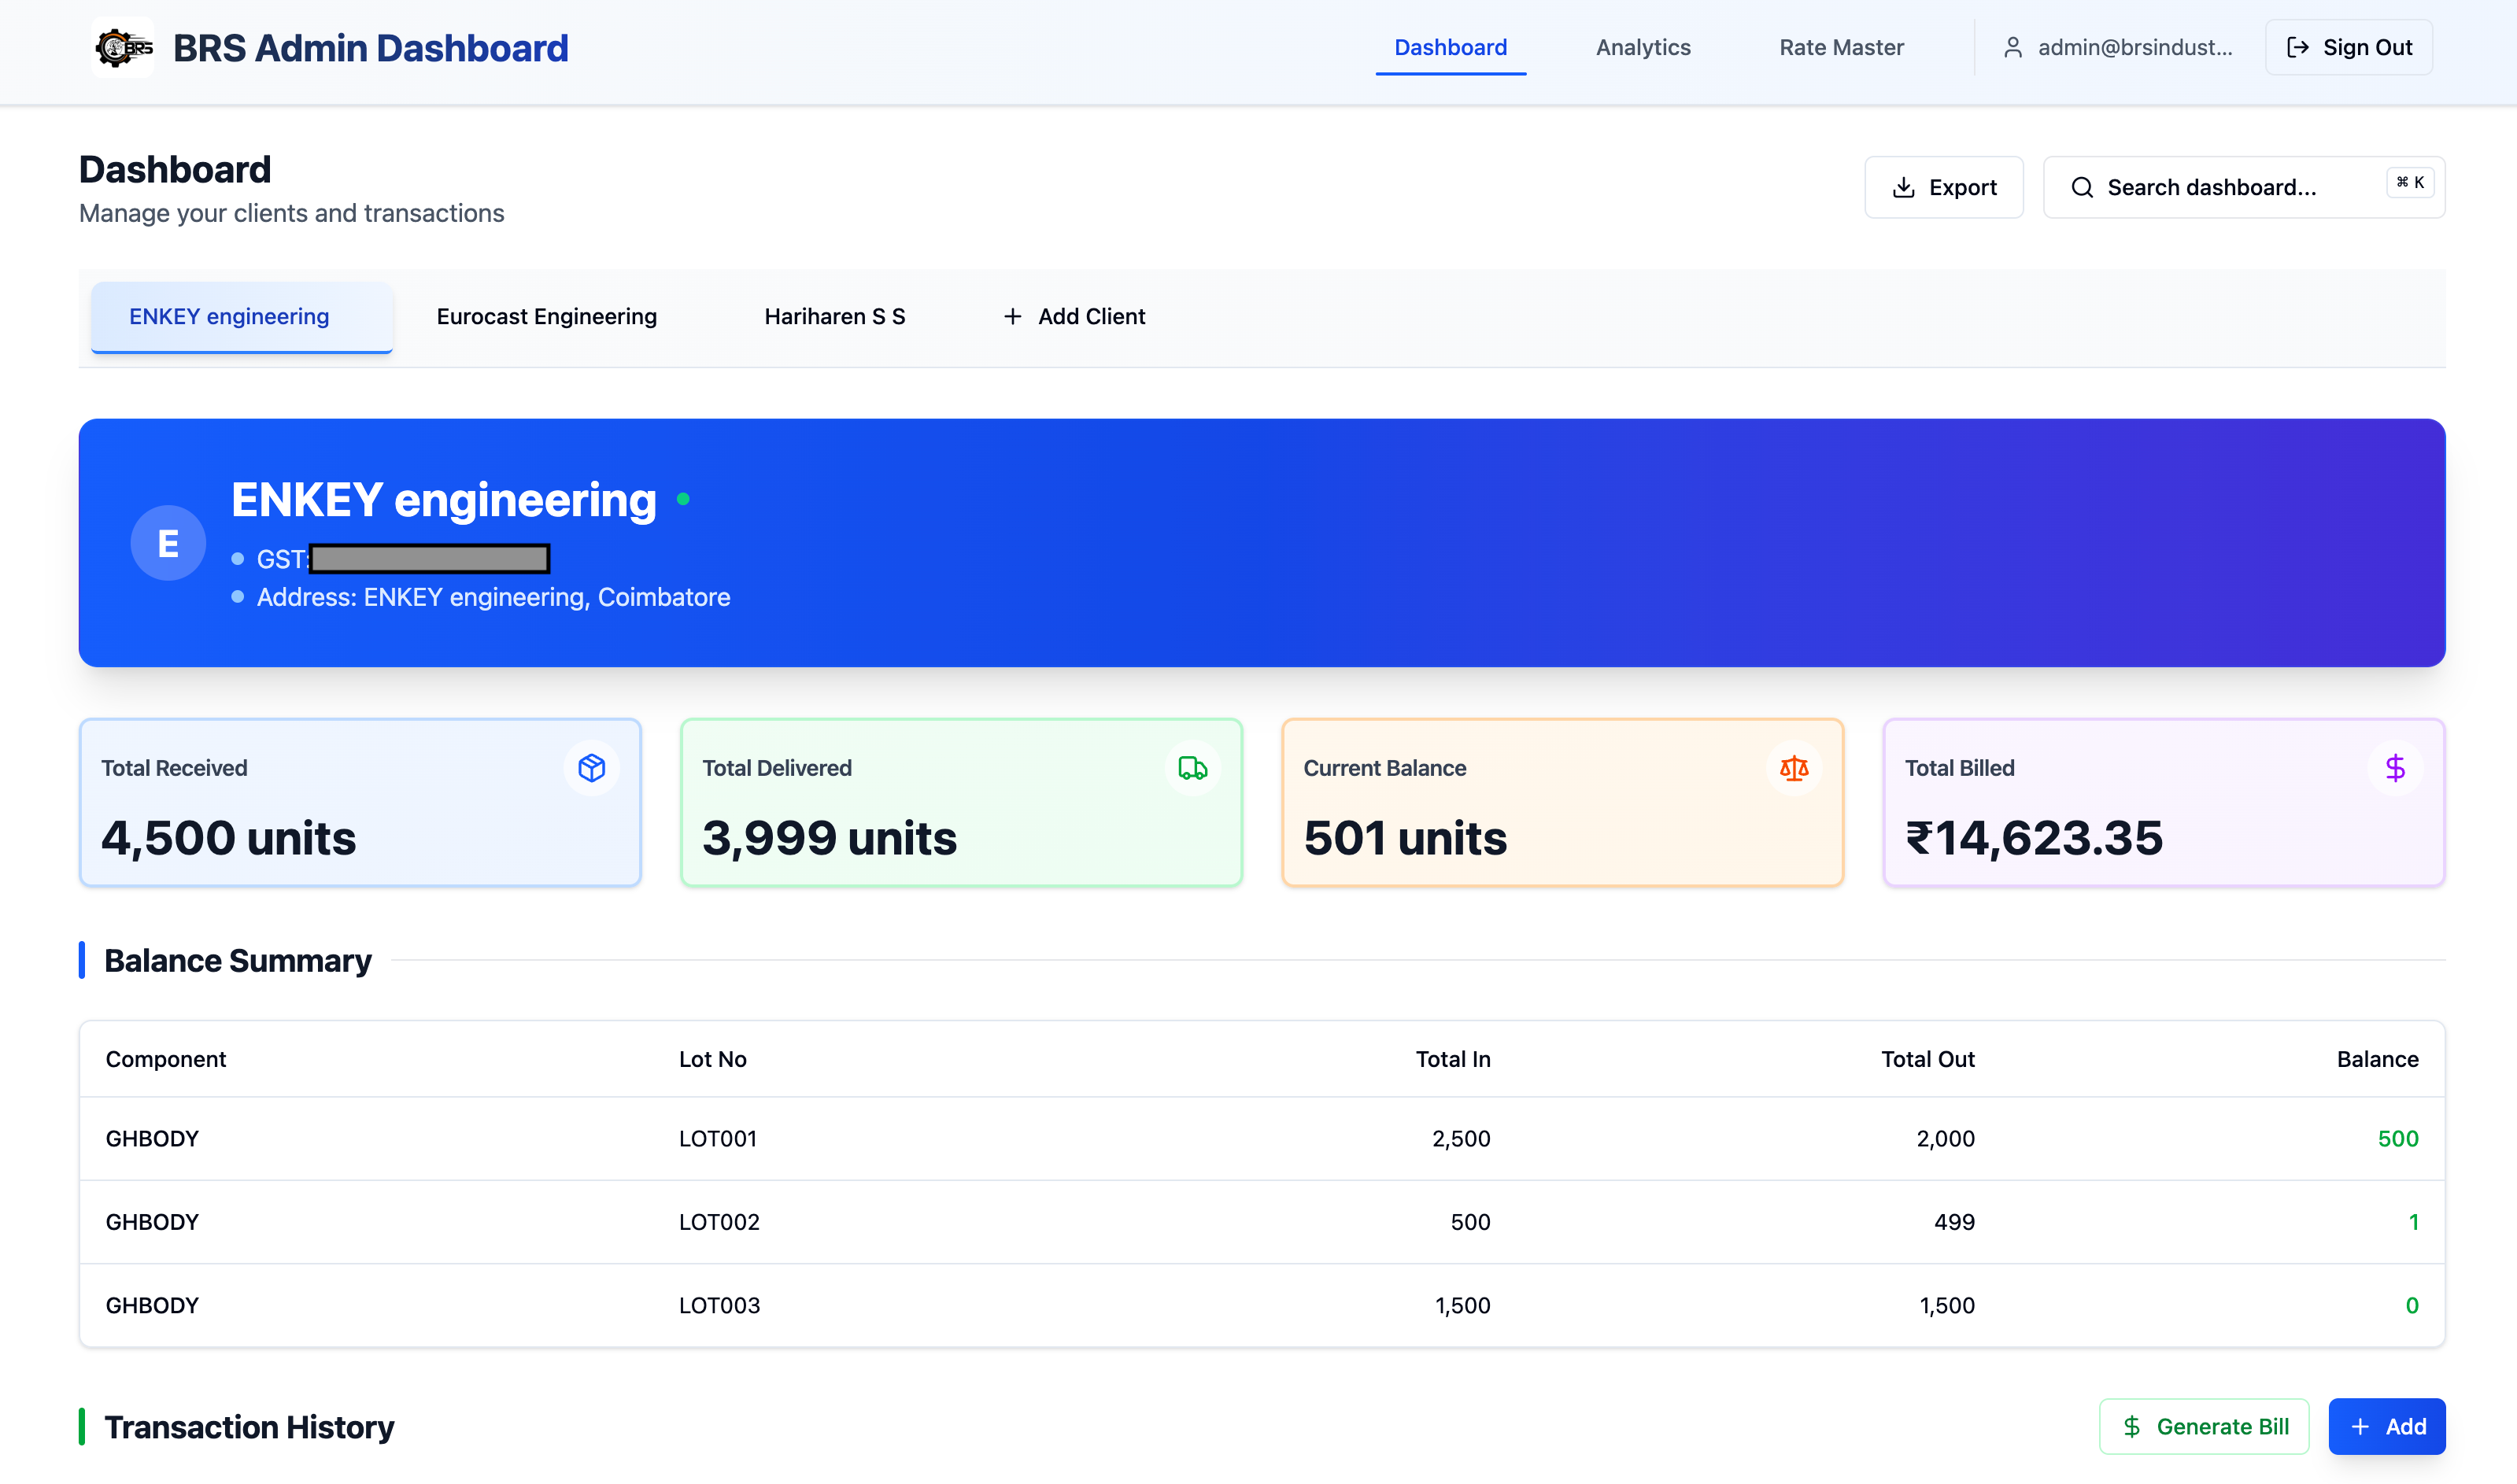 BRS
BRS Admin Dashboard
Dashboard
Analytics
Rate Master
admin@brsindust...
Sign Out
Dashboard
Manage your clients and transactions
Export
Search dashboard...
⌘ K
ENKEY engineering
Eurocast Engineering
Hariharen S S
+ Add Client
E
ENKEY engineering
GST:
Address: ENKEY engineering, Coimbatore
Total Received
4,500 units
Total Delivered
3,999 units
Current Balance
501 units
Total Billed
$
₹14,623.35
Balance Summary
Component Lot No Total In Total Out Balance
GHBODY LOT001 2,500 2,000 500
GHBODY LOT002 500 499 1
GHBODY LOT003 1,500 1,500 0
Transaction History
$ Generate Bill
+ Add